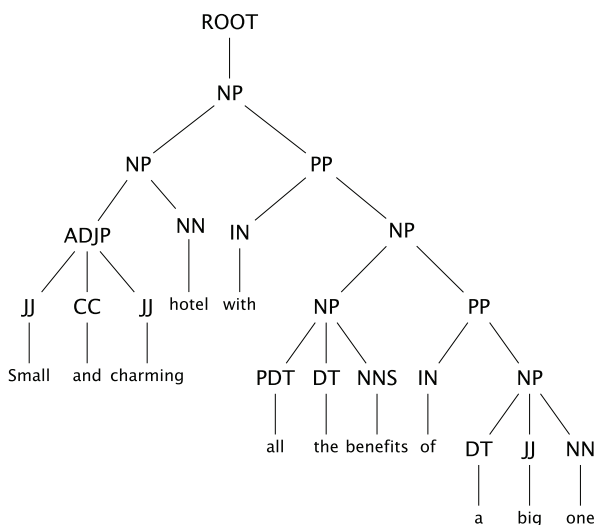 ROOT
NP
NP PP
ADJP NN IN NP
JJ CC JJ hotel with NP PP
Small and charming PDT DT NNS IN NP
all the benefits of DT JJ NN
a big one